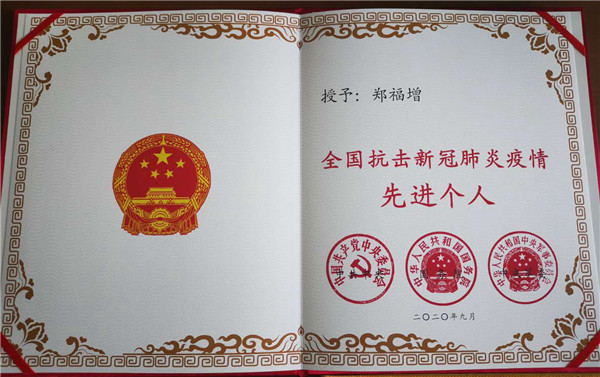 授予：郑福增
全国抗击新冠肺炎疫情
先进个人
中国共产党中央委员会
中华人民共和国国务院
中华人民共和国中央军事委员会
二〇二〇年九月